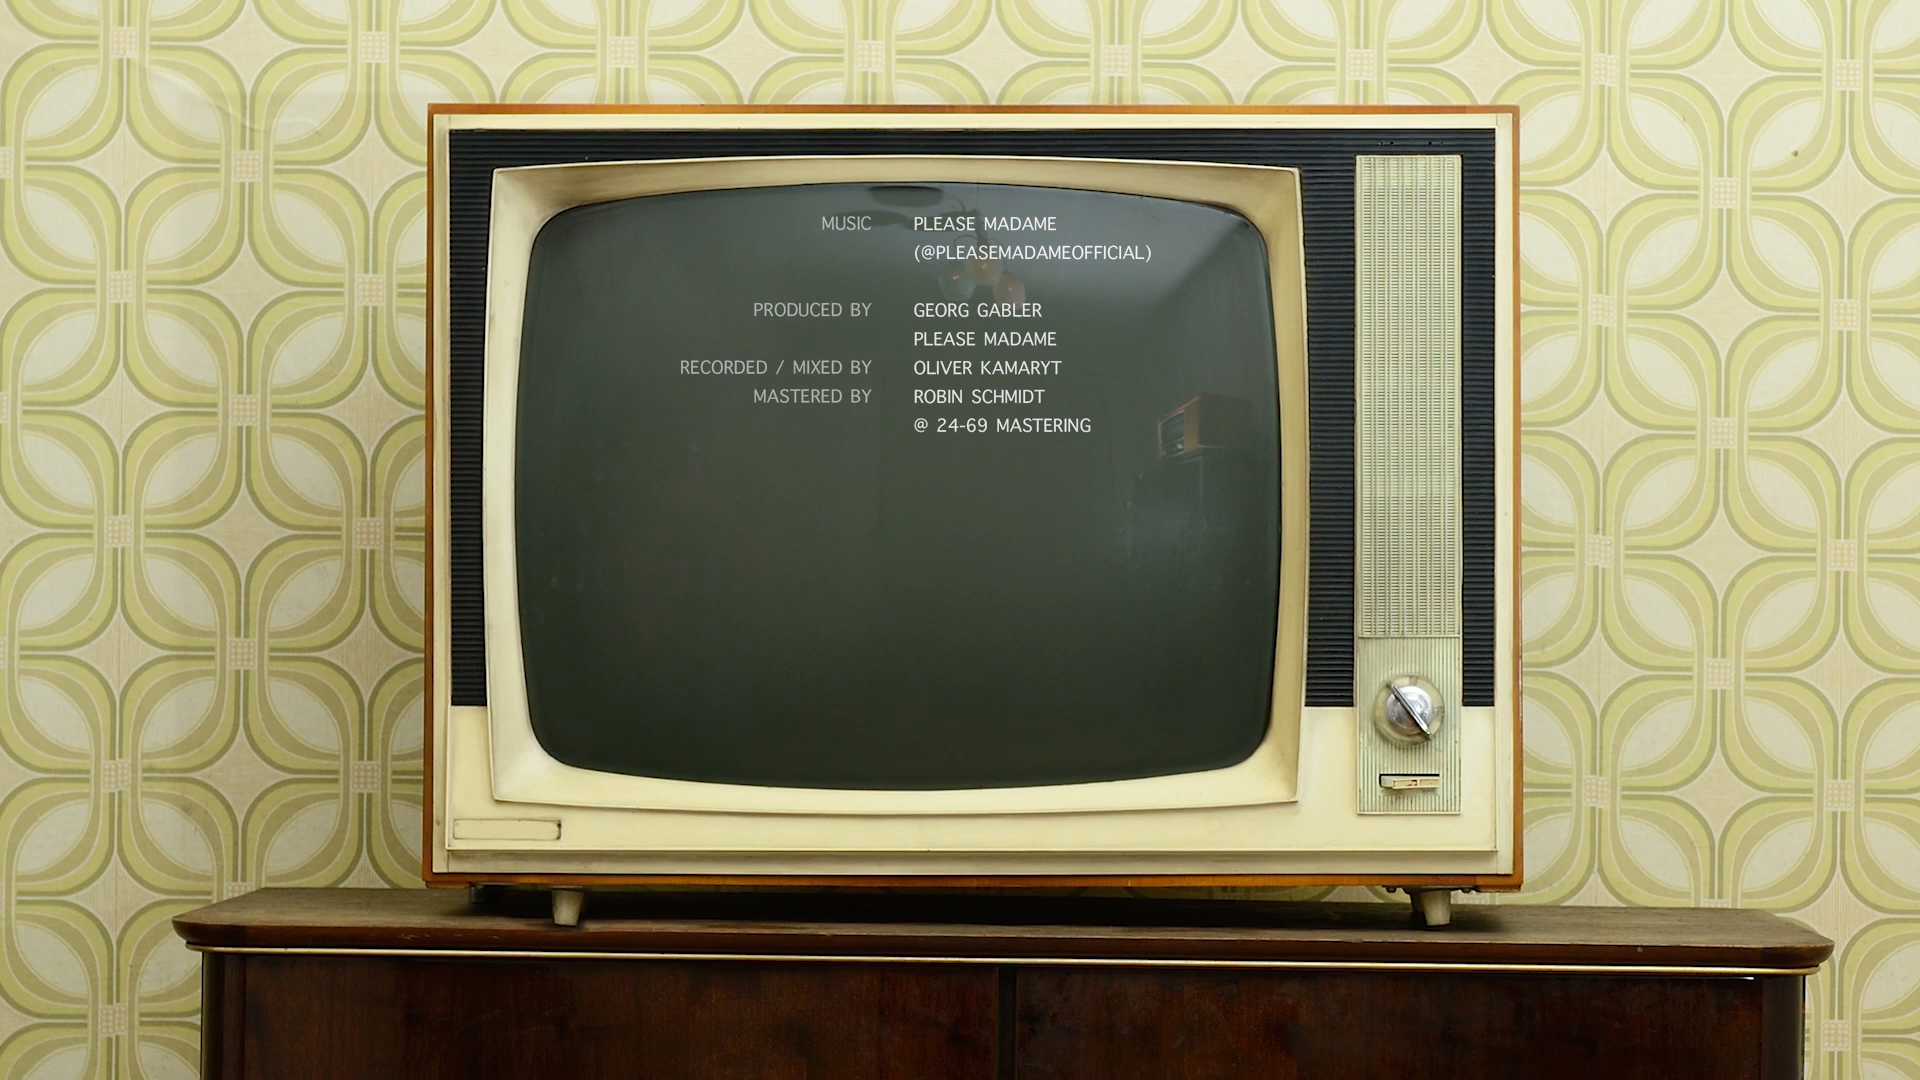 MUSIC PLEASE MADAME
(@PLEASEMADAMEOFFICIAL)
PRODUCED BY GEORG GABLER
PLEASE MADAME
RECORDED / MIXED BY OLIVER KAMARYT
MASTERED BY ROBIN SCHMIDT
@ 24-69 MASTERING